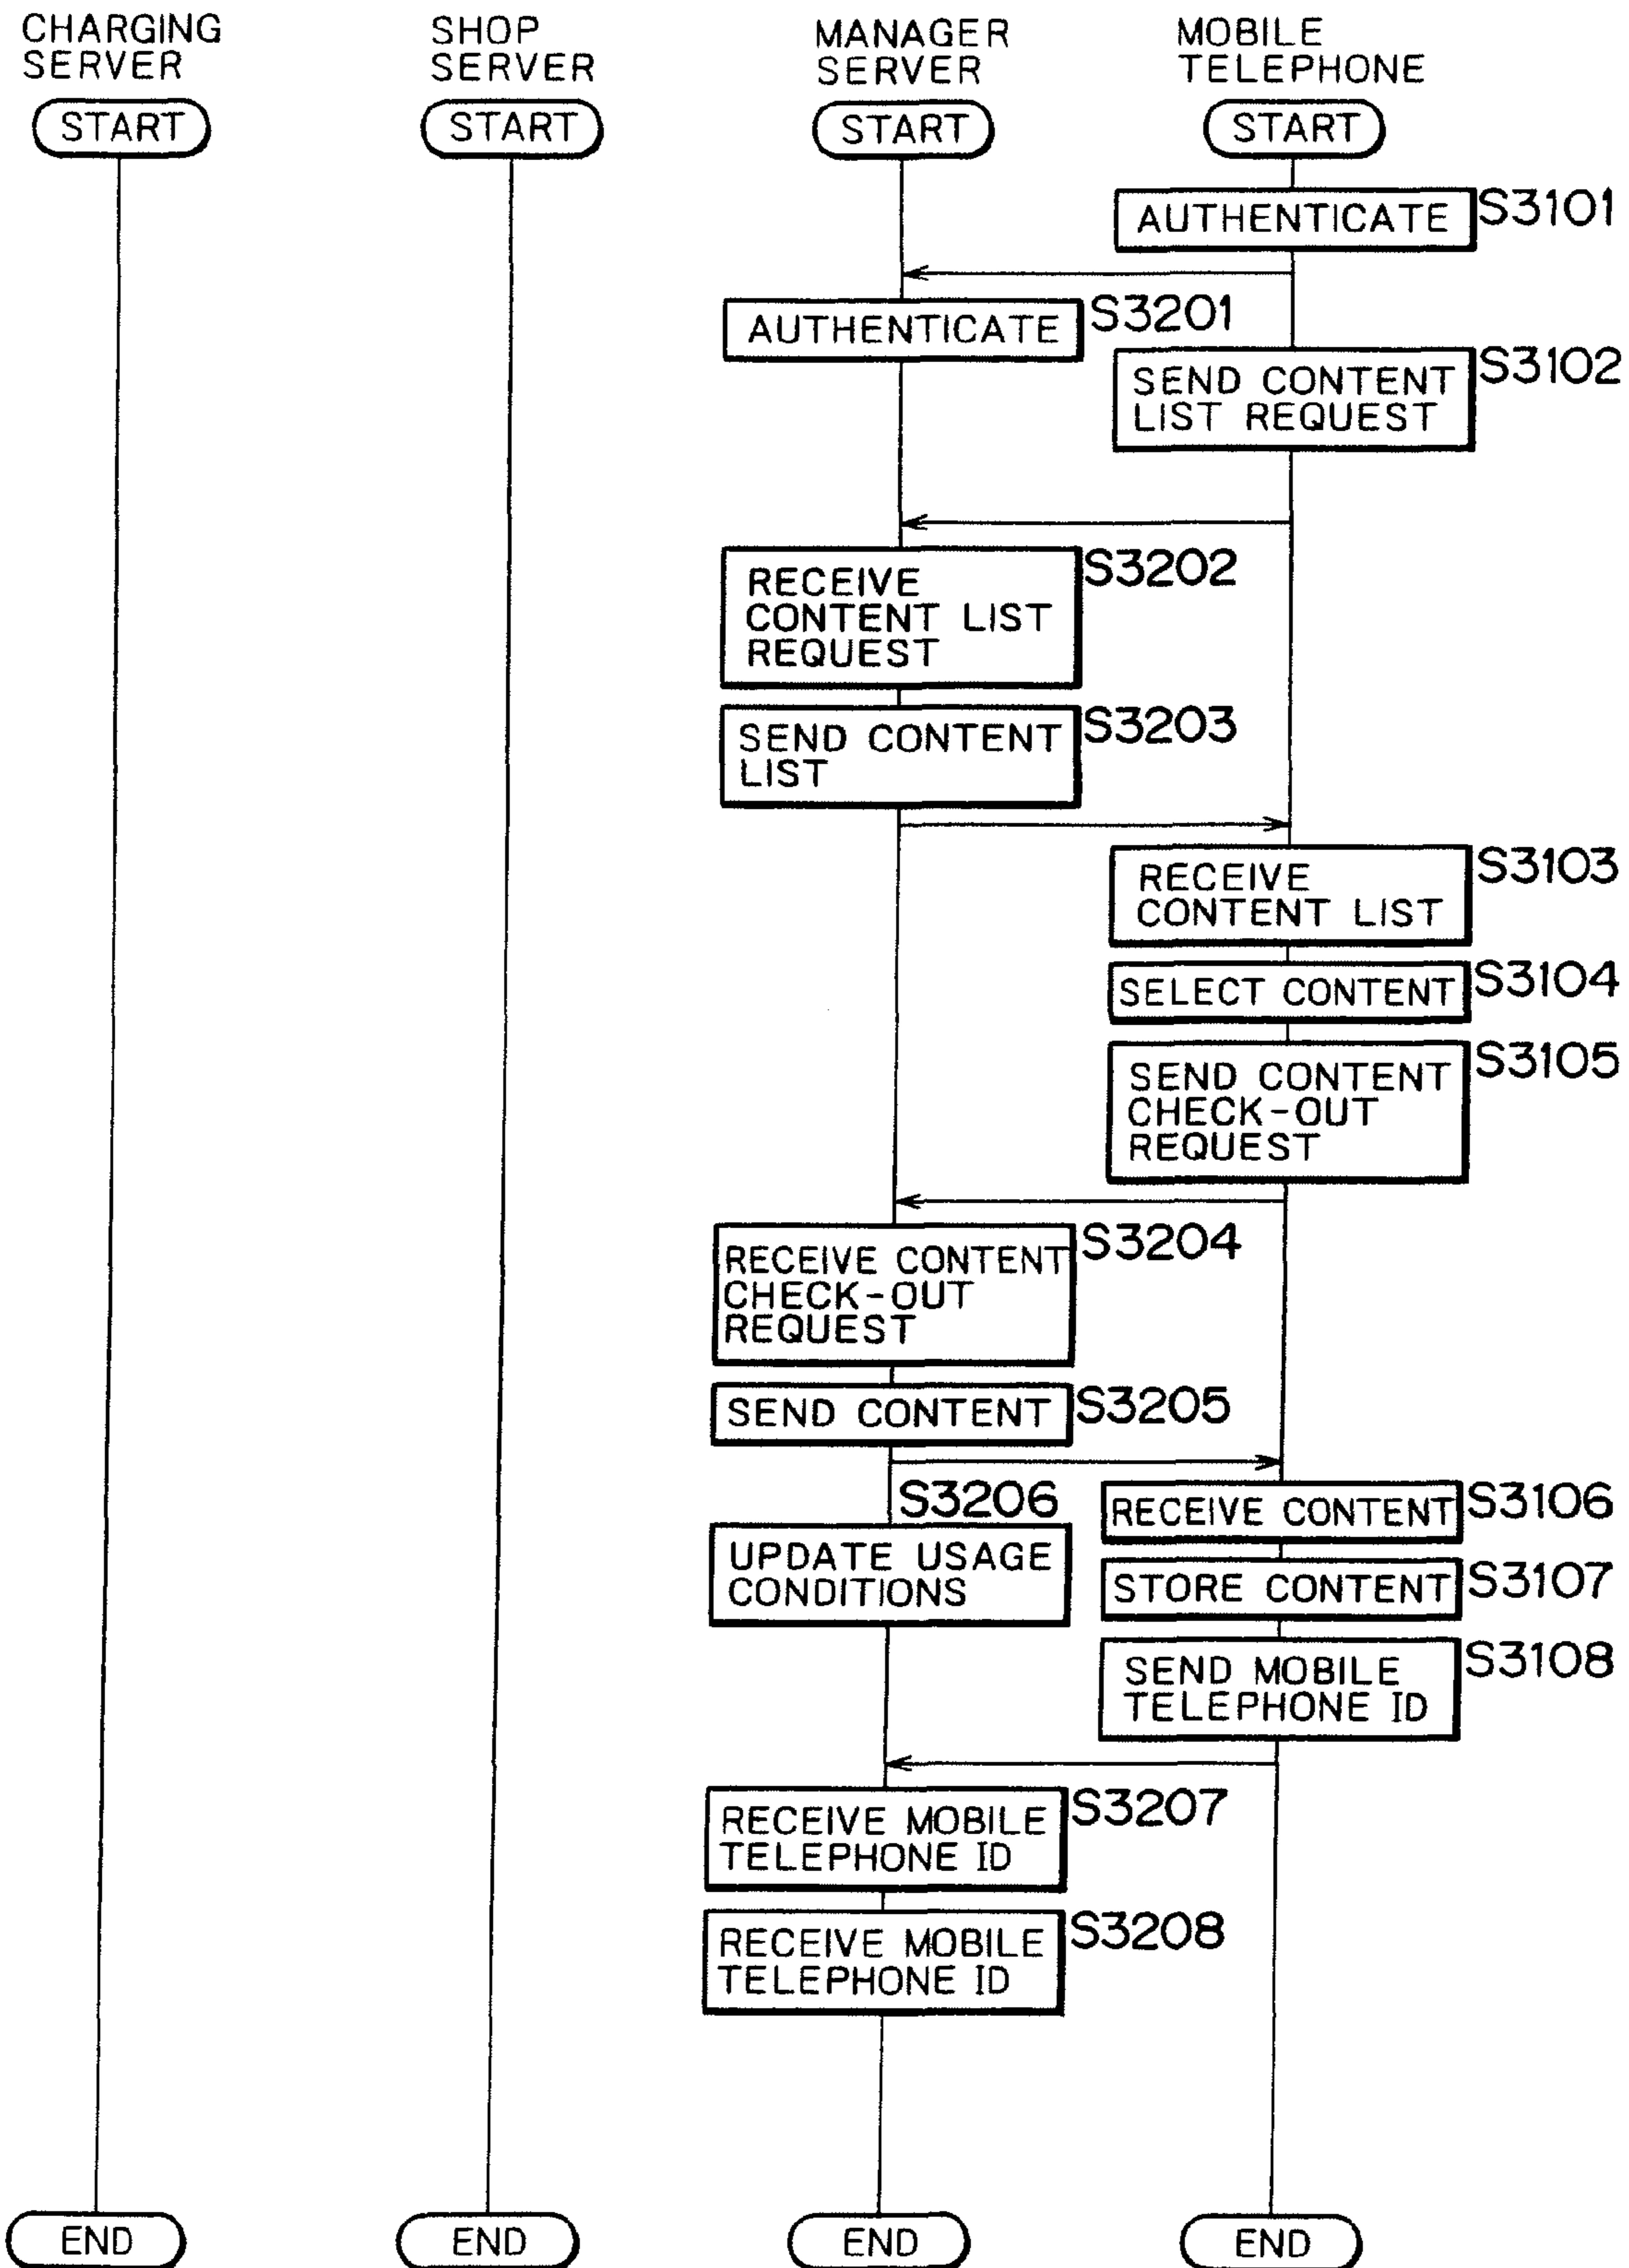 CHARGING
SERVER
SHOP
SERVER
MANAGER
SERVER
MOBILE
TELEPHONE
START
START
START
START
AUTHENTICATE
S3101
AUTHENTICATE
S3201
SEND CONTENT
LIST REQUEST
S3102
RECEIVE
CONTENT LIST
REQUEST
S3202
SEND CONTENT
LIST
S3203
RECEIVE
CONTENT LIST
S3103
SELECT CONTENT
S3104
SEND CONTENT
CHECK-OUT
REQUEST
S3105
RECEIVE CONTENT
CHECK-OUT
REQUEST
S3204
SEND CONTENT
S3205
S3206
UPDATE USAGE
CONDITIONS
RECEIVE CONTENT
S3106
STORE CONTENT
S3107
SEND MOBILE
TELEPHONE ID
S3108
RECEIVE MOBILE
TELEPHONE ID
S3207
RECEIVE MOBILE
TELEPHONE ID
S3208
END
END
END
END